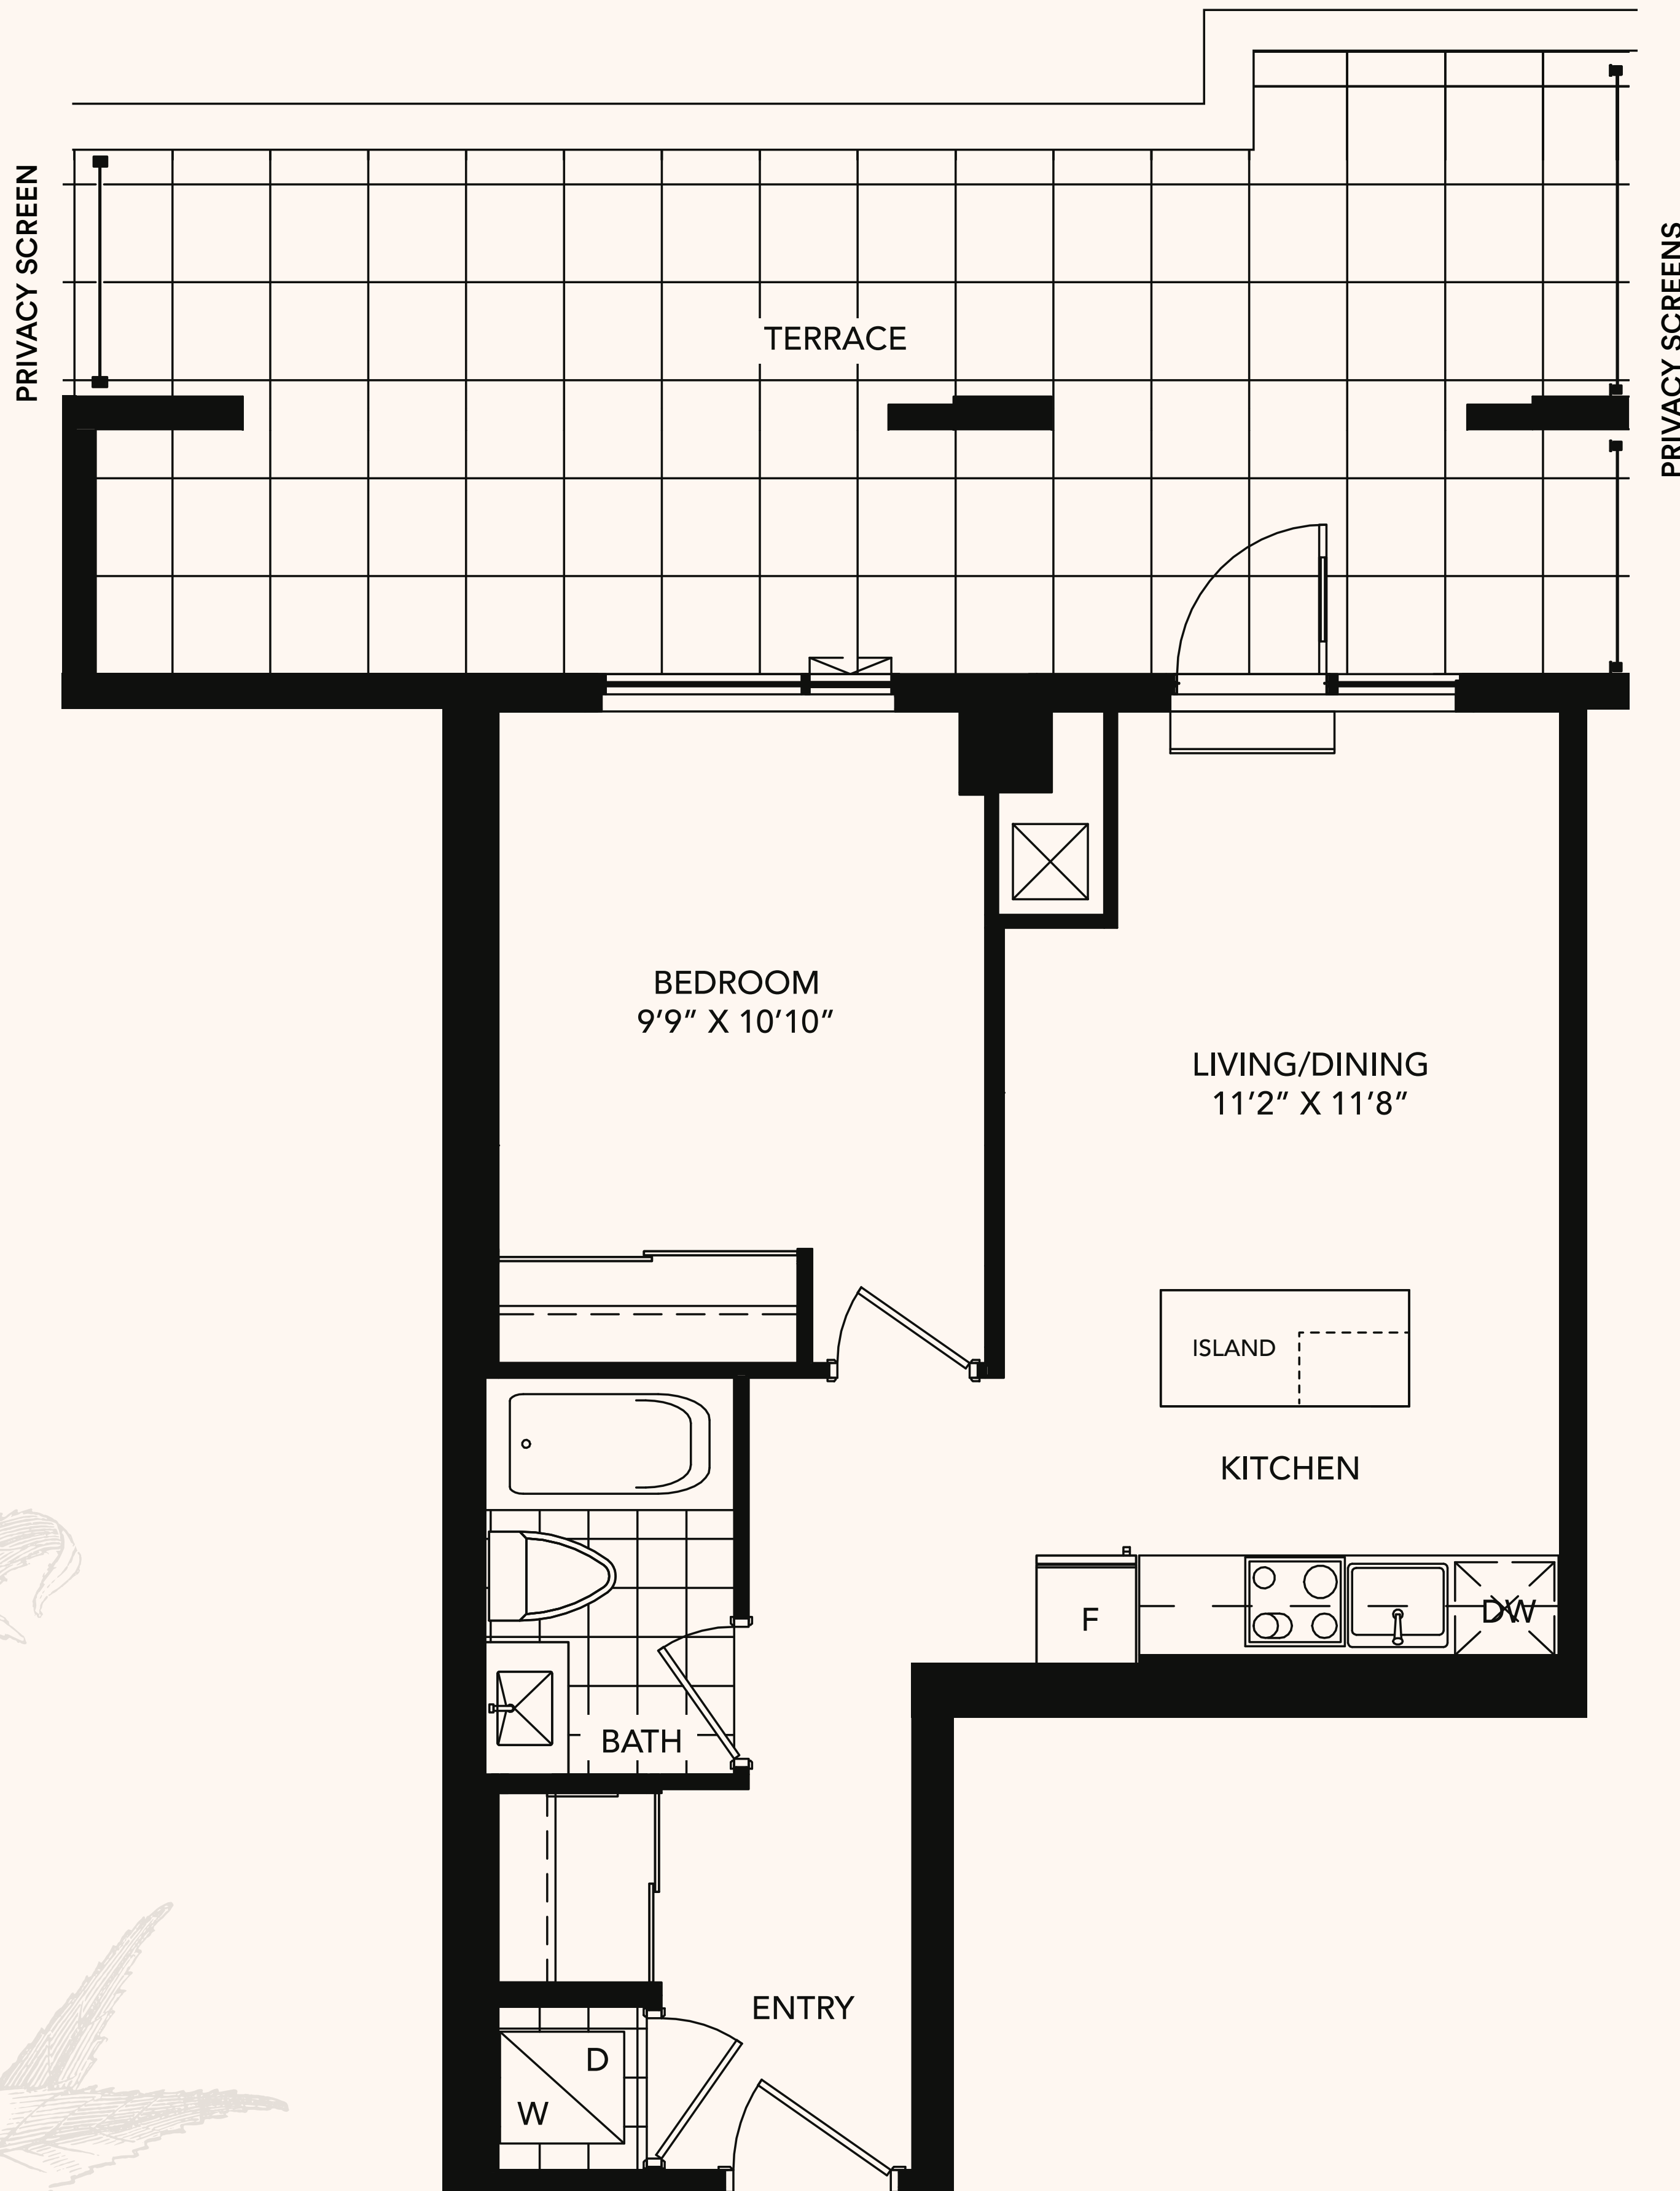 PRIVACY SCREEN
PRIVACY SCREENS
TERRACE
BEDROOM
9’9” X 10’10”
LIVING/DINING
11’2” X 11’8”
ISLAND
KITCHEN
F
DW
BATH
ENTRY
D
W